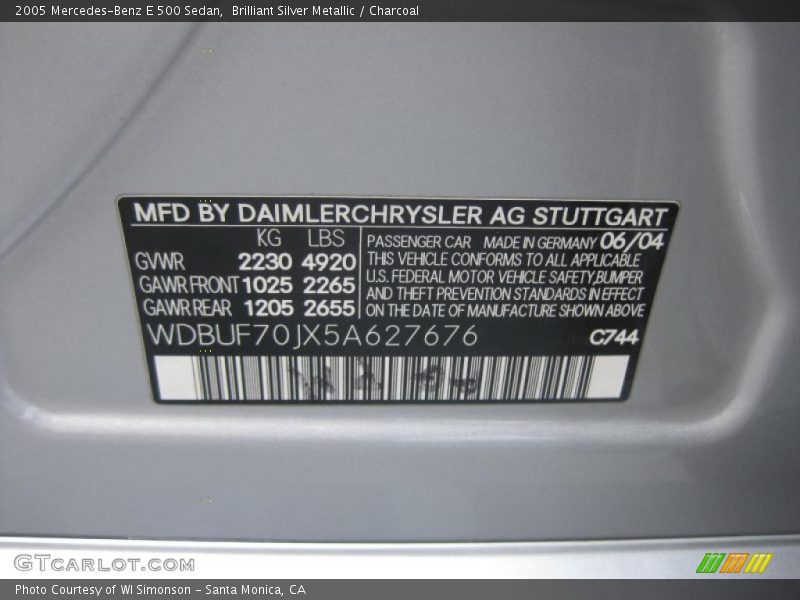 2005 Mercedes-Benz E 500 Sedan, Brilliant Silver Metallic / Charcoal
MFD BY DAIMLERCHRYSLER AG STUTTGART
KG LBS
GVWR 2230 4920
GAWR FRONT 1025 2265
GAWR REAR 1205 2655
PASSENGER CAR MADE IN GERMANY 06/04
THIS VEHICLE CONFORMS TO ALL APPLICABLE
U.S. FEDERAL MOTOR VEHICLE SAFETY,BUMPER
AND THEFT PREVENTION STANDARDS IN EFFECT
ON THE DATE OF MANUFACTURE SHOWN ABOVE
WDBUF70JX5A627676
C744
GTCARLOT.COM
Photo Courtesy of WI Simonson - Santa Monica, CA